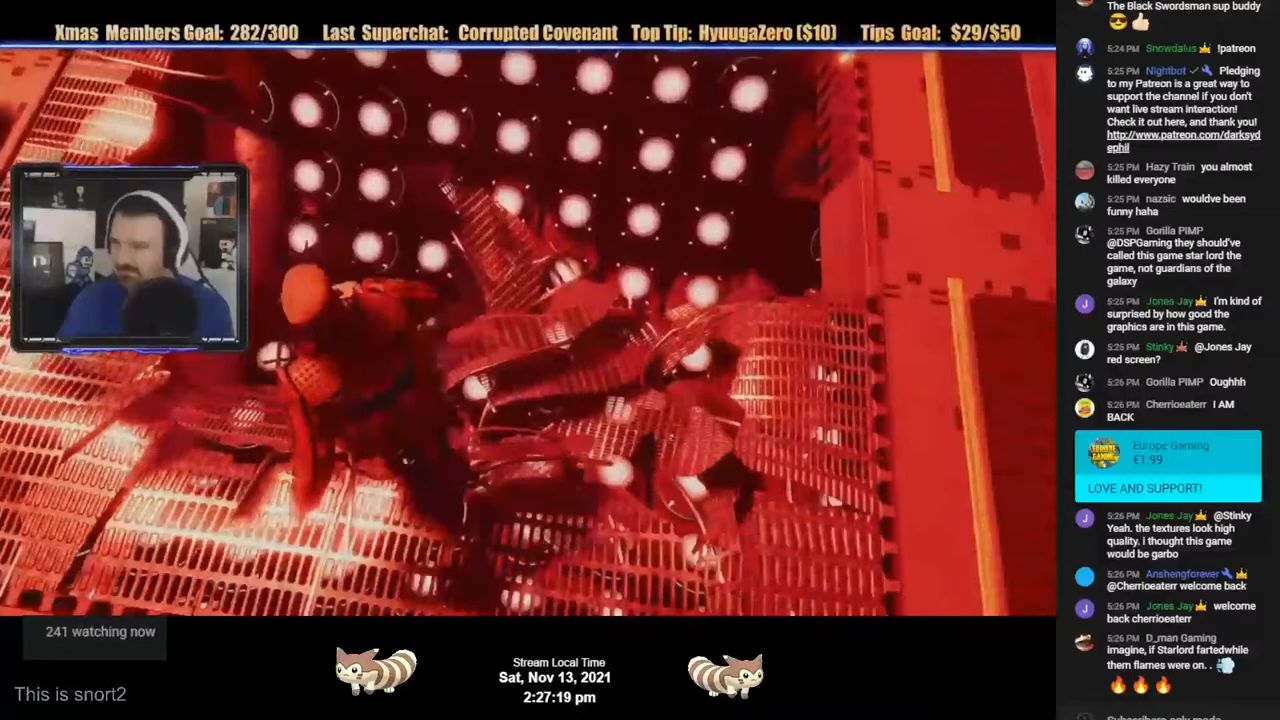 Xmas Members Goal: 282/300 Last Superchat: Corrupted Covenant Top Tip: HyuugaZero ($10) Tips Goal: $29/$50
The Black Swordsman sup buddy
5:24 PM Snowdalus !patreon
5:25 PM Nightbot Pledging
to my Patreon is a great way to
support the channel if you don't
want live stream interaction!
Check it out here, and thank you!
http://www.patreon.com/darksyd
ephil
5:25 PM Hazy Train you almost
killed everyone
5:25 PM nazsic wouldve been
funny haha
5:25 PM Gorilla PIMP
@DSPGaming they should've
called this game star lord the
game, not guardians of the
galaxy
5:25 PM Jones Jay I'm kind of
surprised by how good the
graphics are in this game.
5:25 PM Stinky @Jones Jay
red screen?
5:26 PM Gorilla PIMP Oughhh
5:26 PM Cherrioeaterr I AM
BACK
Europe Gaming
€1.99
LOVE AND SUPPORT!
5:26 PM Jones Jay @Stinky
Yeah. the textures look high
quality. i thought this game
would be garbo
5:26 PM Anshengforever
@Cherrioeaterr welcome back
5:26 PM Jones Jay welcome
back cherrioeaterr
5:26 PM D_man Gaming
imagine, if Starlord fartedwhile
them flames were on. .
241 watching now
Stream Local Time
Sat, Nov 13, 2021
2:27:19 pm
This is snort2